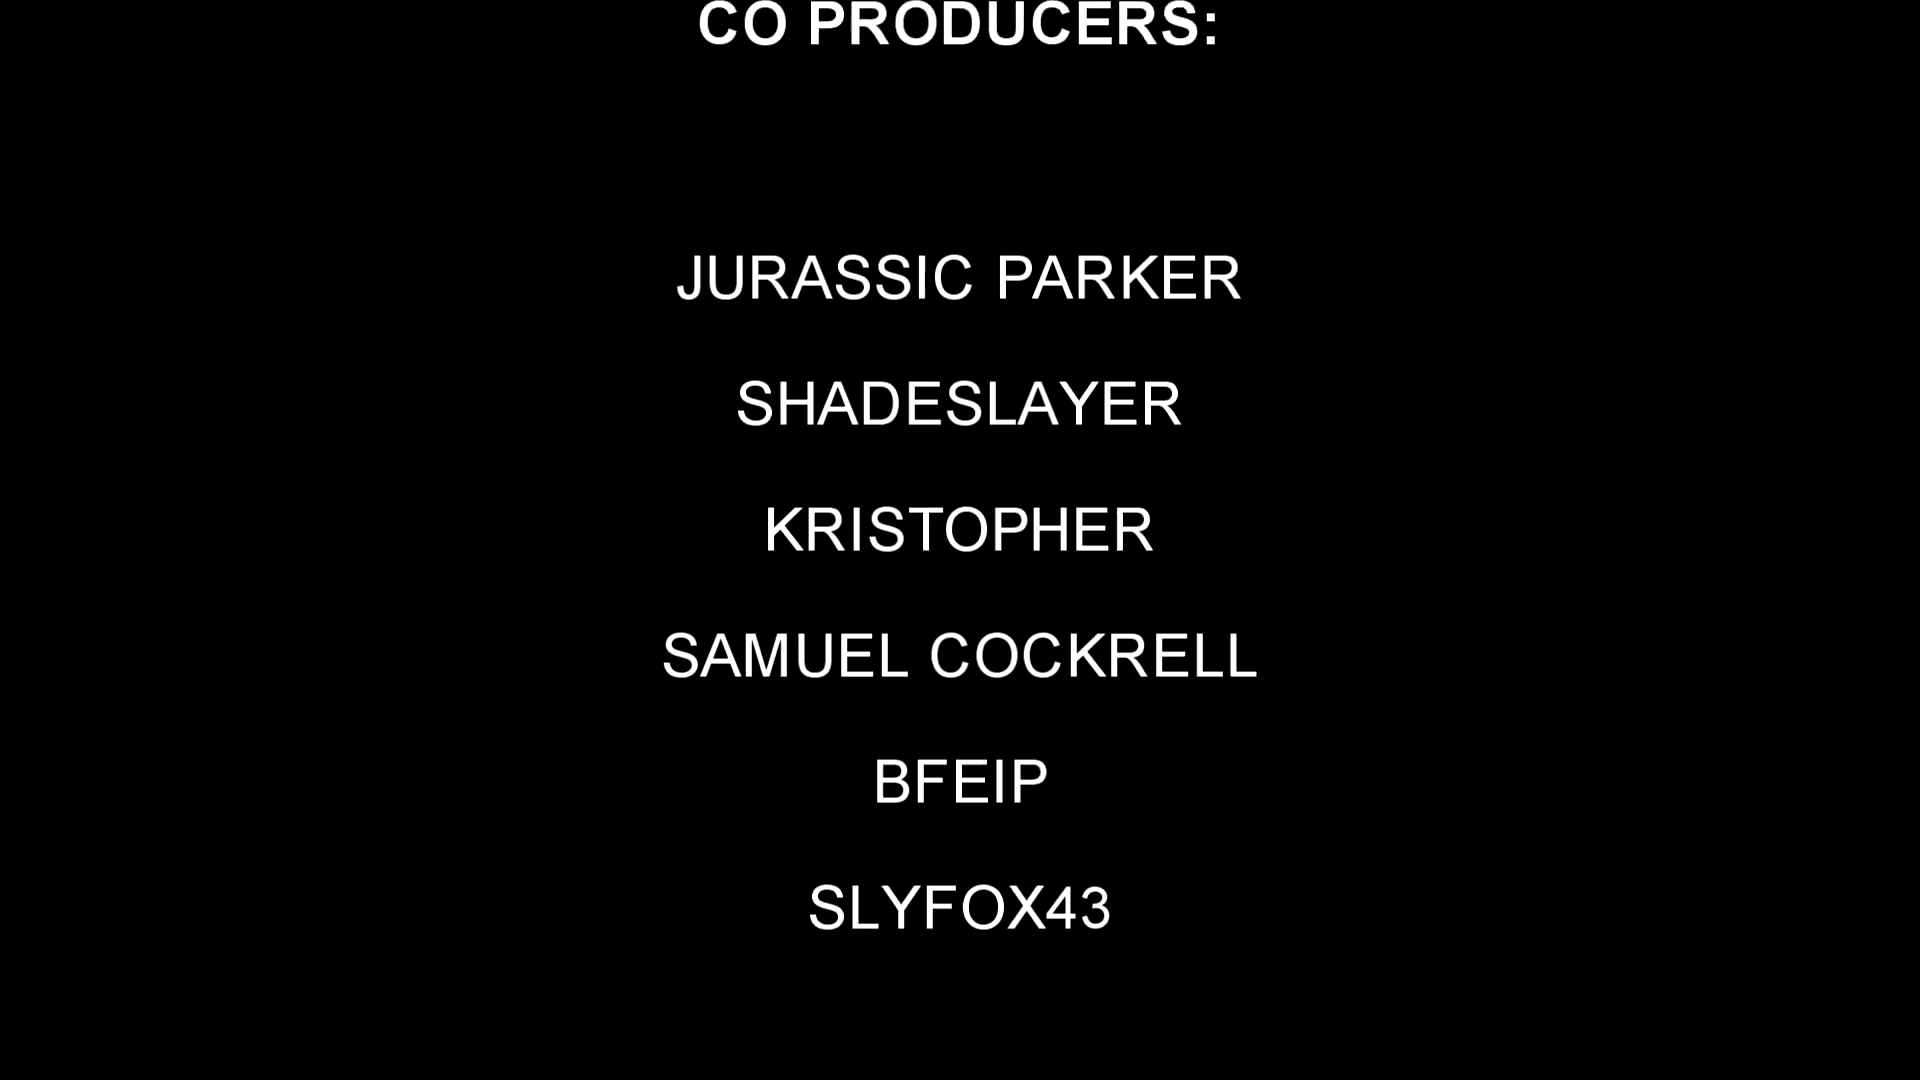 CO PRODUCERS:
JURASSIC PARKER
SHADESLAYER
KRISTOPHER
SAMUEL COCKRELL
BFEIP
SLYFOX43